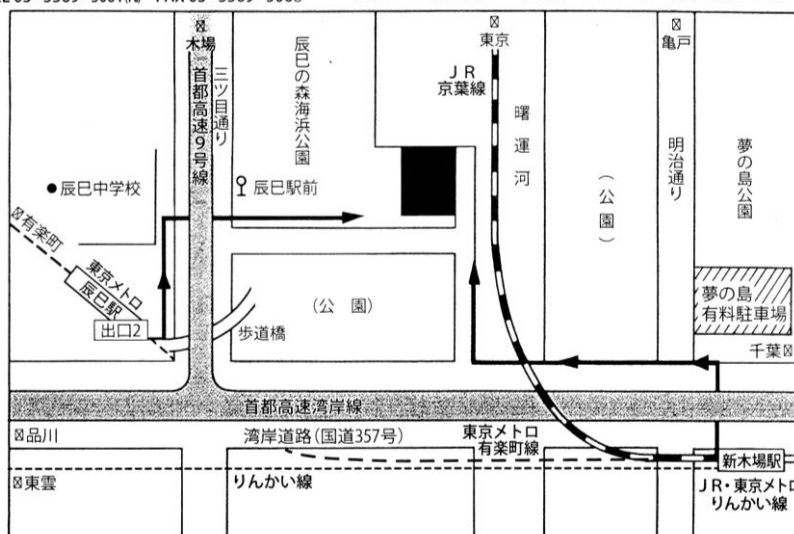 木場
首都高速9号線
三ツ目通り
辰巳の森海浜公園
東京
JR
京葉線
曙運河
(公園)
亀戸
明治通り
夢の島公園
辰巳中学校
辰巳駅前
有楽町
東京メトロ
辰巳駅
出口2
(公 園)
歩道橋
夢の島
有料駐車場
千葉
首都高速湾岸線
品川
湾岸道路(国道357号)
東京メトロ
有楽町線
新木場駅
東雲
りんかい線
JR・東京メトロ
りんかい線